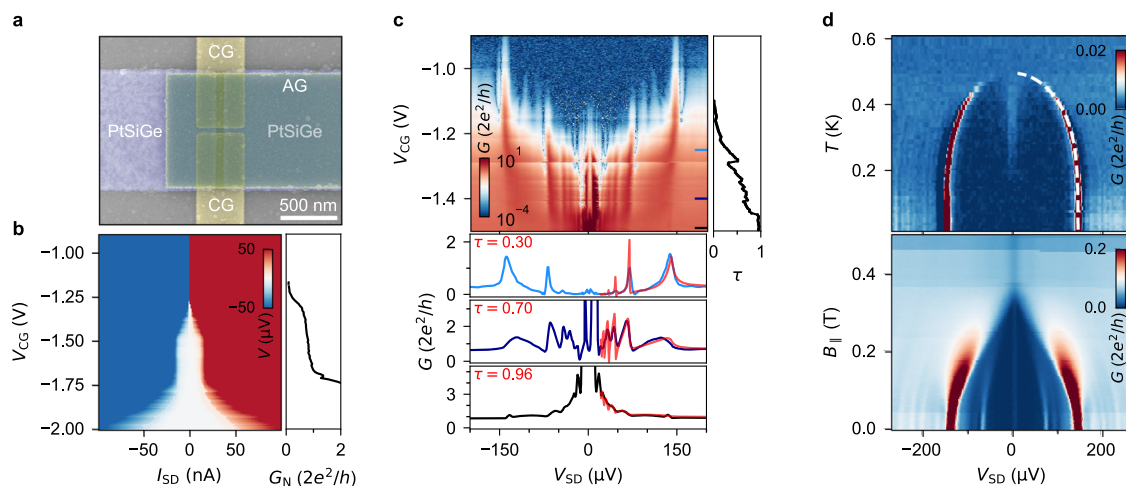 a
CG
AG
PtSiGe
PtSiGe
CG
500 nm
b
−1.00
−1.25
−1.50
−1.75
−2.00
V_CG (V)
50
−50
V (µV)
−50
0
50
I_SD (nA)
0
2
G_N (2e²/h)
c
−1.0
−1.2
−1.4
V_CG (V)
G (2e²/h)
10¹
10⁻⁴
0
1
τ
τ = 0.30
2
1
0
τ = 0.70
2
1
0
G (2e²/h)
τ = 0.96
4
2
0
−150
0
150
V_SD (µV)
d
0.6
0.4
0.2
T (K)
0.02
0.00
G (2e²/h)
0.4
0.2
0.0
B_∥ (T)
0.2
0.0
G (2e²/h)
−200
0
200
V_SD (µV)